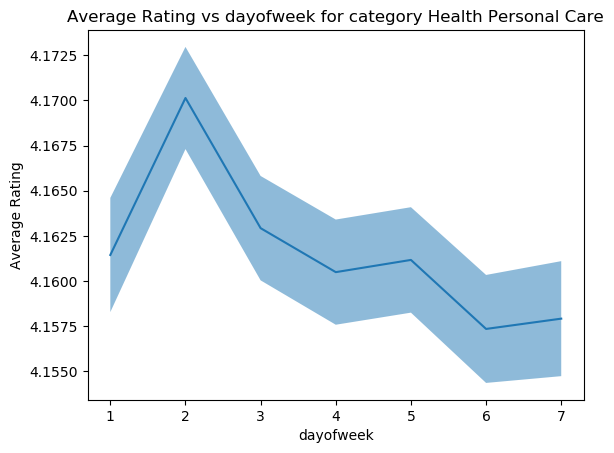 Average Rating vs dayofweek for category Health Personal Care
4.1725
4.1700
4.1675
4.1650
4.1625
4.1600
4.1575
4.1550
Average Rating
1 2 3 4 5 6 7
dayofweek